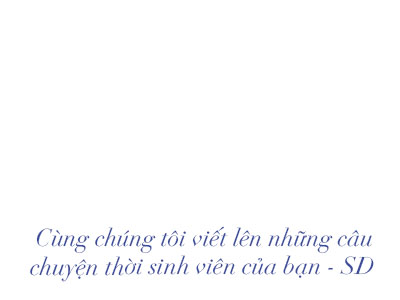 Cùng chúng tôi viết lên những câu
chuyện thời sinh viên của bạn - SD